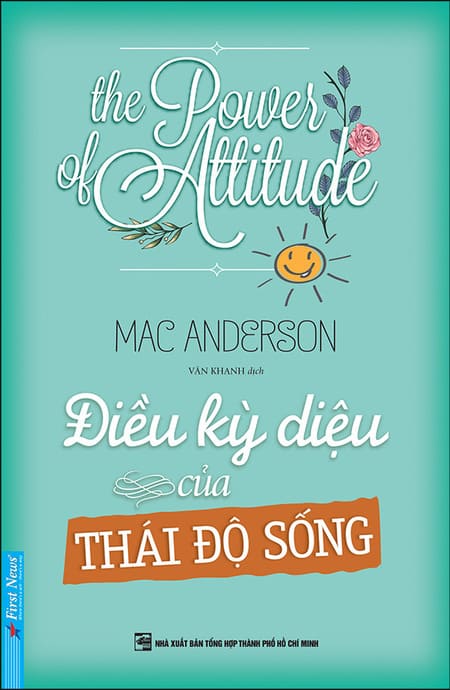 the Power
of Attitude
MAC ANDERSON
VĂN KHANH dịch
Điều kỳ diệu
của
THÁI ĐỘ SỐNG
First News
NHÀ XUẤT BẢN TỔNG HỢP THÀNH PHỐ HỒ CHÍ MINH